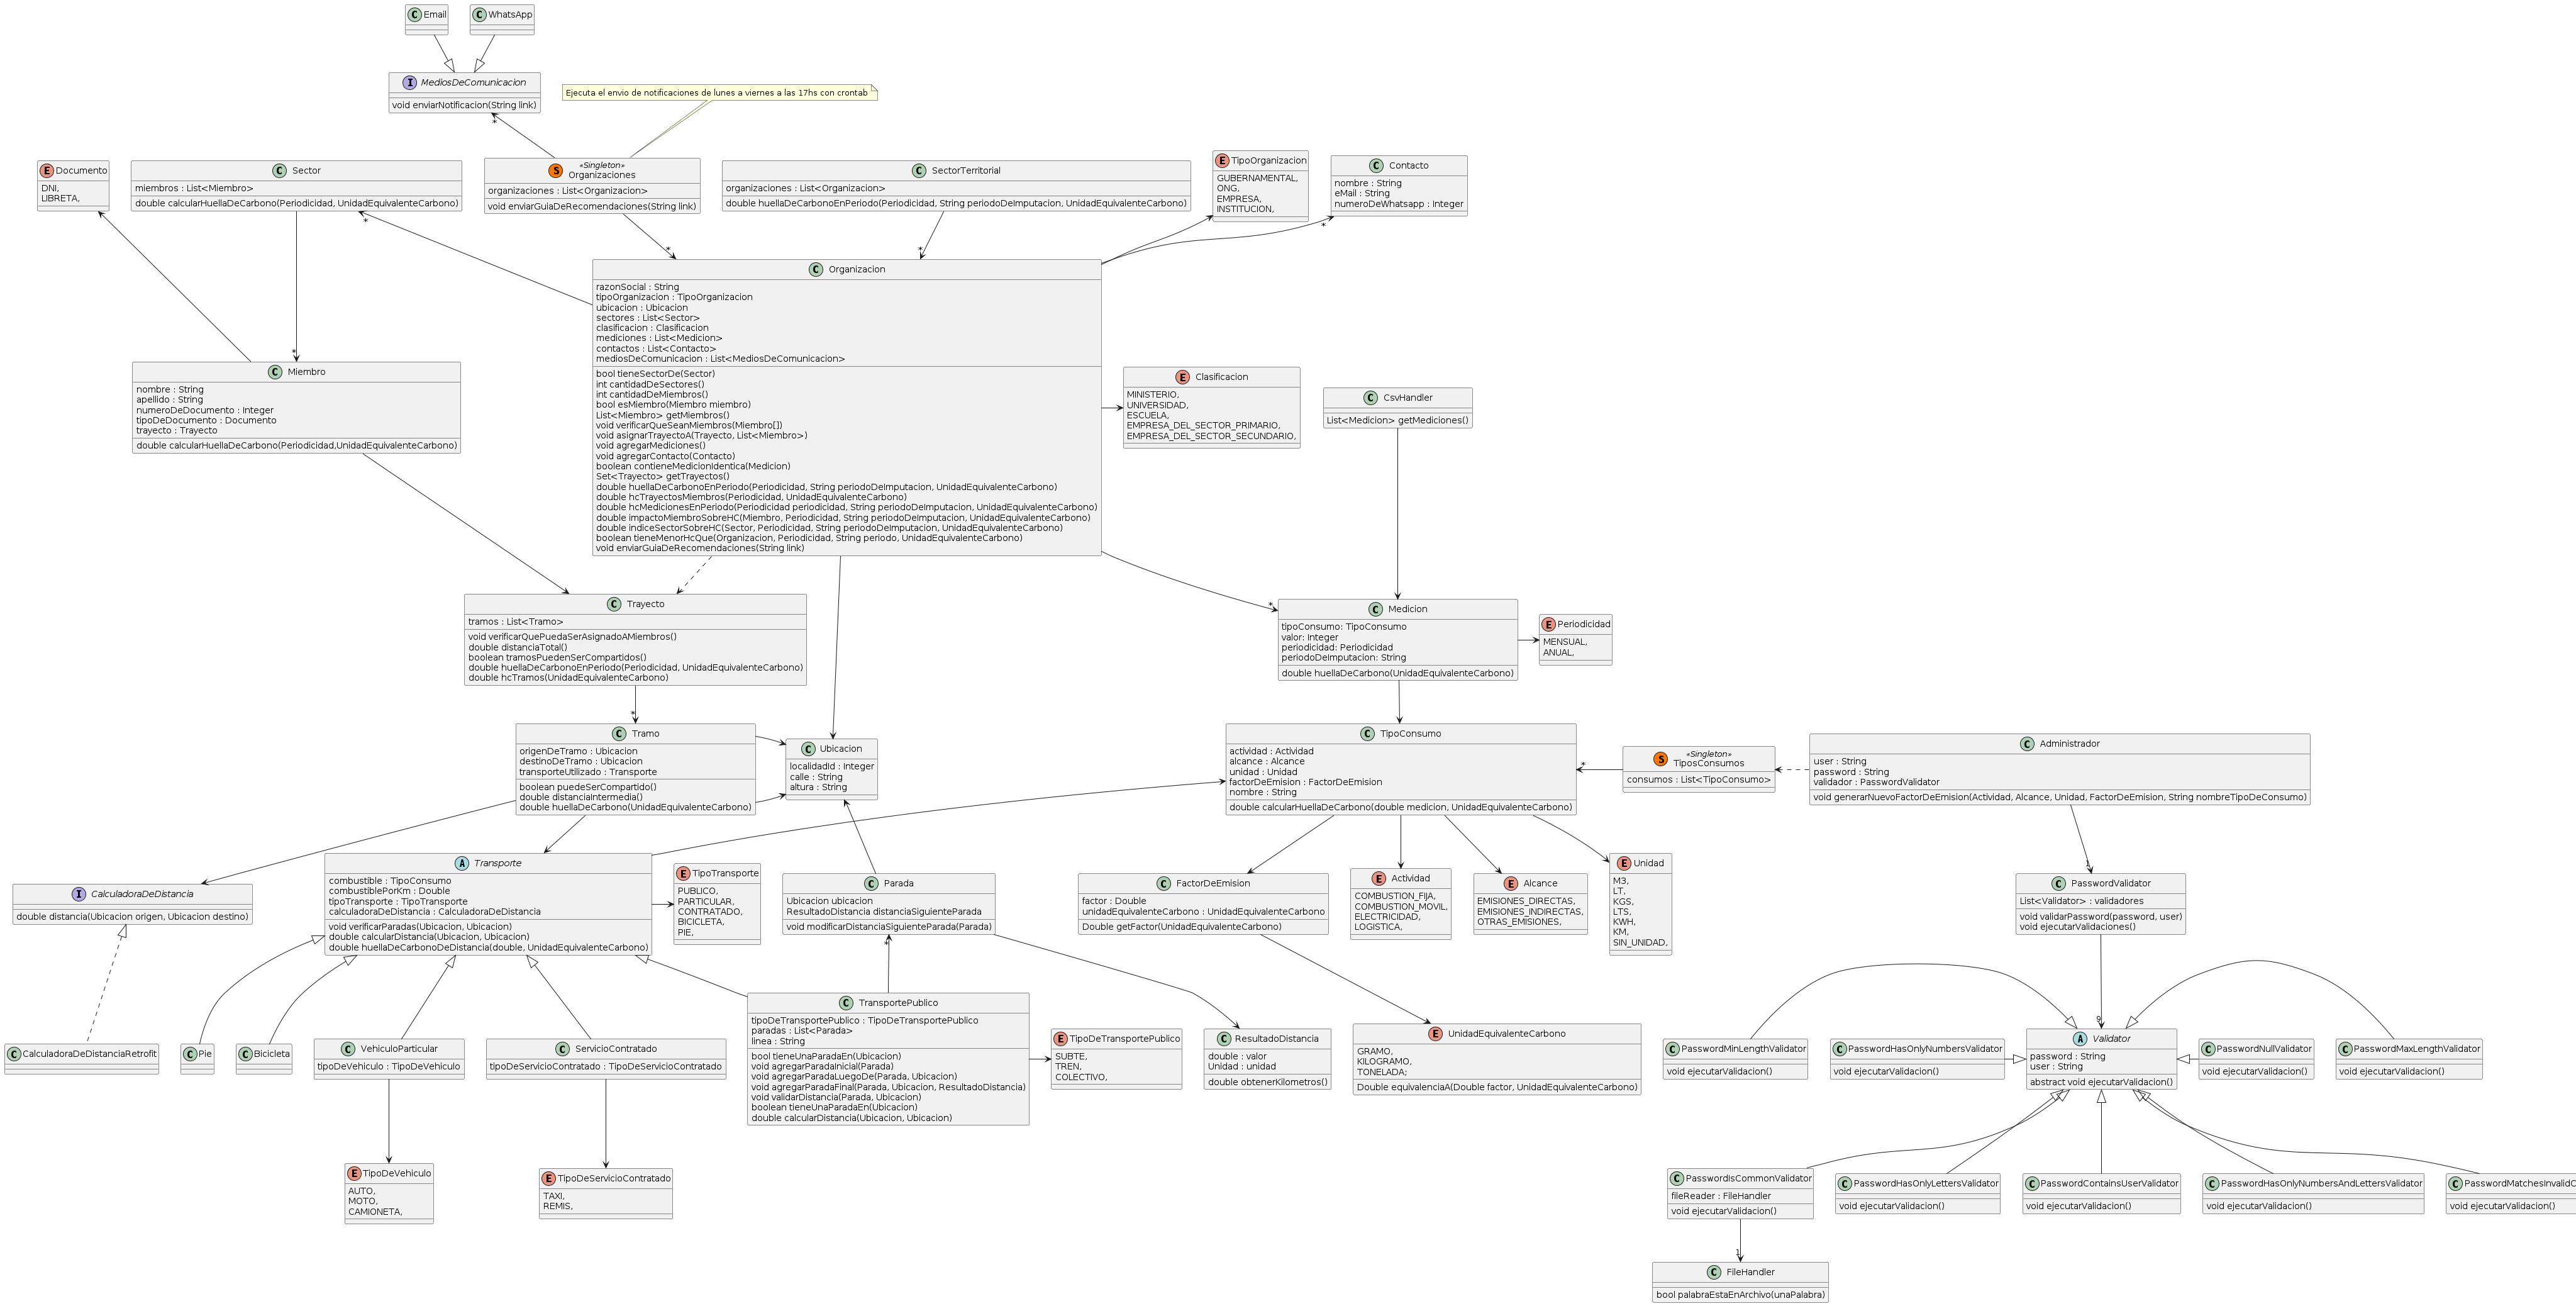 Email
WhatsApp
MediosDeComunicacion
void enviarNotificacion(String link)
Ejecuta el envio de notificaciones de lunes a viernes a las 17hs con crontab
*
Documento
DNI,
LIBRETA,
Sector
miembros : List<Miembro>
double calcularHuellaDeCarbono(Periodicidad, UnidadEquivalenteCarbono)
*
«Singleton»
Organizaciones
organizaciones : List<Organizacion>
void enviarGuiaDeRecomendaciones(String link)
SectorTerritorial
organizaciones : List<Organizacion>
double huellaDeCarbonoEnPeriodo(Periodicidad, String periodoDeImputacion, UnidadEquivalenteCarbono)
TipoOrganizacion
GUBERNAMENTAL,
ONG,
EMPRESA,
INSTITUCION,
Contacto
nombre : String
eMail : String
numeroDeWhatsapp : Integer
*
*
*
Organizacion
razonSocial : String
tipoOrganizacion : TipoOrganizacion
ubicacion : Ubicacion
sectores : List<Sector>
clasificacion : Clasificacion
mediciones : List<Medicion>
contactos : List<Contacto>
mediosDeComunicacion : List<MediosDeComunicacion>
bool tieneSectorDe(Sector)
int cantidadDeSectores()
int cantidadDeMiembros()
bool esMiembro(Miembro miembro)
List<Miembro> getMiembros()
void verificarQueSeanMiembros(Miembro[])
void asignarTrayectoA(Trayecto, List<Miembro>)
void agregarMediciones()
void agregarContacto(Contacto)
boolean contieneMedicionIdentica(Medicion)
Set<Trayecto> getTrayectos()
double huellaDeCarbonoEnPeriodo(Periodicidad, String periodoDeImputacion, UnidadEquivalenteCarbono)
double hcTrayectosMiembros(Periodicidad, UnidadEquivalenteCarbono)
double hcMedicionesEnPeriodo(Periodicidad periodicidad, String periodoDeImputacion, UnidadEquivalenteCarbono)
double impactoMiembroSobreHC(Miembro, Periodicidad, String periodoDeImputacion, UnidadEquivalenteCarbono)
double indiceSectorSobreHC(Sector, Periodicidad, String periodoDeImputacion, UnidadEquivalenteCarbono)
boolean tieneMenorHcQue(Organizacion, Periodicidad, String periodo, UnidadEquivalenteCarbono)
void enviarGuiaDeRecomendaciones(String link)
*
Miembro
nombre : String
apellido : String
numeroDeDocumento : Integer
tipoDeDocumento : Documento
trayecto : Trayecto
double calcularHuellaDeCarbono(Periodicidad,UnidadEquivalenteCarbono)
Clasificacion
MINISTERIO,
UNIVERSIDAD,
ESCUELA,
EMPRESA_DEL_SECTOR_PRIMARIO,
EMPRESA_DEL_SECTOR_SECUNDARIO,
CsvHandler
List<Medicion> getMediciones()
Trayecto
tramos : List<Tramo>
void verificarQuePuedaSerAsignadoAMiembros()
double distanciaTotal()
boolean tramosPuedenSerCompartidos()
double huellaDeCarbonoEnPeriodo(Periodicidad, UnidadEquivalenteCarbono)
double hcTramos(UnidadEquivalenteCarbono)
*
Medicion
tipoConsumo: TipoConsumo
valor: Integer
periodicidad: Periodicidad
periodoDeImputacion: String
double huellaDeCarbono(UnidadEquivalenteCarbono)
Periodicidad
MENSUAL,
ANUAL,
*
Tramo
origenDeTramo : Ubicacion
destinoDeTramo : Ubicacion
transporteUtilizado : Transporte
boolean puedeSerCompartido()
double distanciaIntermedia()
double huellaDeCarbono(UnidadEquivalenteCarbono)
Ubicacion
localidadId : Integer
calle : String
altura : String
TipoConsumo
actividad : Actividad
alcance : Alcance
unidad : Unidad
factorDeEmision : FactorDeEmision
nombre : String
double calcularHuellaDeCarbono(double medicion, UnidadEquivalenteCarbono)
*
«Singleton»
TiposConsumos
consumos : List<TipoConsumo>
Administrador
user : String
password : String
validador : PasswordValidator
void generarNuevoFactorDeEmision(Actividad, Alcance, Unidad, FactorDeEmision, String nombreTipoDeConsumo)
CalculadoraDeDistancia
double distancia(Ubicacion origen, Ubicacion destino)
Transporte
combustible : TipoConsumo
combustiblePorKm : Double
tipoTransporte : TipoTransporte
calculadoraDeDistancia : CalculadoraDeDistancia
void verificarParadas(Ubicacion, Ubicacion)
double calcularDistancia(Ubicacion, Ubicacion)
double huellaDeCarbonoDeDistancia(double, UnidadEquivalenteCarbono)
TipoTransporte
PUBLICO,
PARTICULAR,
CONTRATADO,
BICICLETA,
PIE,
Parada
Ubicacion ubicacion
ResultadoDistancia distanciaSiguienteParada
void modificarDistanciaSiguienteParada(Parada)
*
FactorDeEmision
factor : Double
unidadEquivalenteCarbono : UnidadEquivalenteCarbono
Double getFactor(UnidadEquivalenteCarbono)
Actividad
COMBUSTION_FIJA,
COMBUSTION_MOVIL,
ELECTRICIDAD,
LOGISTICA,
Alcance
EMISIONES_DIRECTAS,
EMISIONES_INDIRECTAS,
OTRAS_EMISIONES,
Unidad
M3,
LT,
KGS,
LTS,
KWH,
KM,
SIN_UNIDAD,
1
PasswordValidator
List<Validator> : validadores
void validarPassword(password, user)
void ejecutarValidaciones()
CalculadoraDeDistanciaRetrofit
Pie
Bicicleta
VehiculoParticular
tipoDeVehiculo : TipoDeVehiculo
ServicioContratado
tipoDeServicioContratado : TipoDeServicioContratado
TransportePublico
tipoDeTransportePublico : TipoDeTransportePublico
paradas : List<Parada>
linea : String
bool tieneUnaParadaEn(Ubicacion)
void agregarParadaInicial(Parada)
void agregarParadaLuegoDe(Parada, Ubicacion)
void agregarParadaFinal(Parada, Ubicacion, ResultadoDistancia)
void validarDistancia(Parada, Ubicacion)
boolean tieneUnaParadaEn(Ubicacion)
double calcularDistancia(Ubicacion, Ubicacion)
TipoDeTransportePublico
SUBTE,
TREN,
COLECTIVO,
ResultadoDistancia
double : valor
Unidad : unidad
double obtenerKilometros()
UnidadEquivalenteCarbono
GRAMO,
KILOGRAMO,
TONELADA;
Double equivalenciaA(Double factor, UnidadEquivalenteCarbono)
PasswordMinLengthValidator
void ejecutarValidacion()
PasswordHasOnlyNumbersValidator
void ejecutarValidacion()
9
Validator
password : String
user : String
abstract void ejecutarValidacion()
PasswordNullValidator
void ejecutarValidacion()
PasswordMaxLengthValidator
void ejecutarValidacion()
TipoDeVehiculo
AUTO,
MOTO,
CAMIONETA,
TipoDeServicioContratado
TAXI,
REMIS,
PasswordIsCommonValidator
fileReader : FileHandler
void ejecutarValidacion()
PasswordHasOnlyLettersValidator
void ejecutarValidacion()
PasswordContainsUserValidator
void ejecutarValidacion()
PasswordHasOnlyNumbersAndLettersValidator
void ejecutarValidacion()
PasswordMatchesInvalidC
void ejecutarValidacion()
1
FileHandler
bool palabraEstaEnArchivo(unaPalabra)